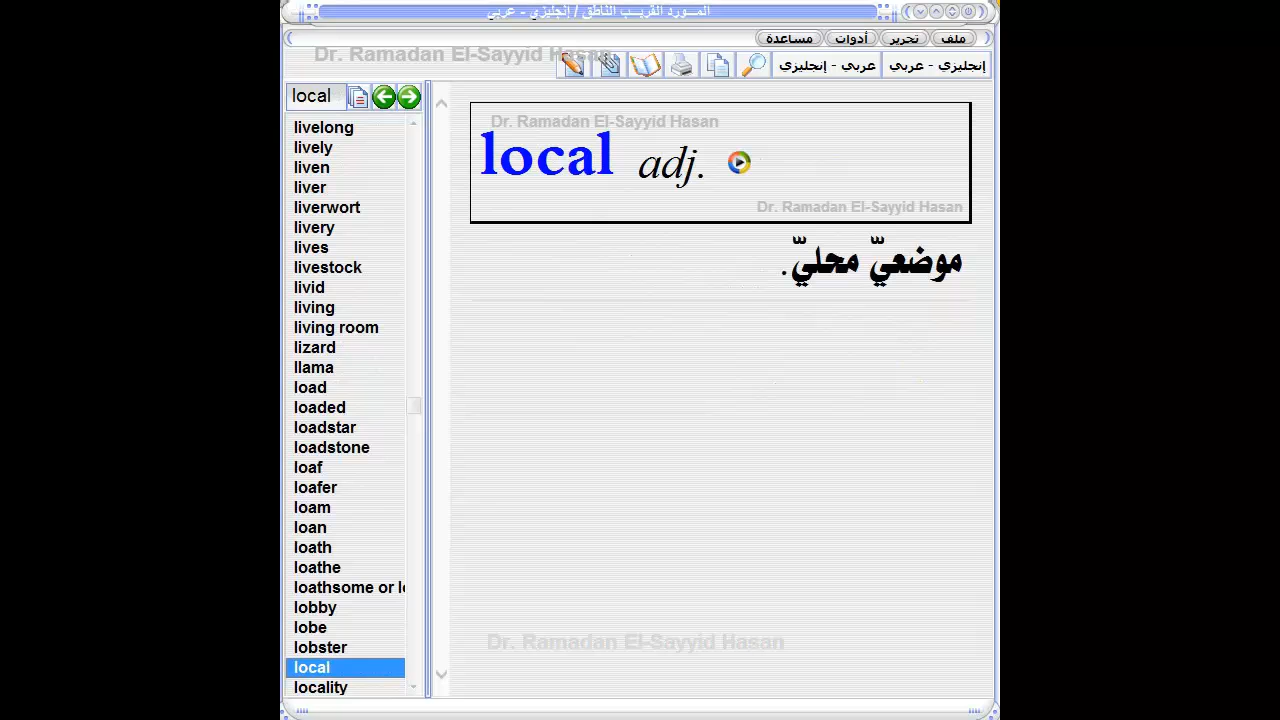 المـــورد القريـــب الناطق / إنجليزي - عربي
ملف تحرير أدوات مساعدة
Dr. Ramadan El-Sayyid Hasan
إنجليزي - عربي عربي - إنجليزي
local
livelong
lively
liven
liver
liverwort
livery
lives
livestock
livid
living
living room
lizard
llama
load
loaded
loadstar
loadstone
loaf
loafer
loam
loan
loath
loathe
loathsome or l
lobby
lobe
lobster
local
locality
Dr. Ramadan El-Sayyid Hasan
local adj.
Dr. Ramadan El-Sayyid Hasan
موضعيّ محليّ.
Dr. Ramadan El-Sayyid Hasan